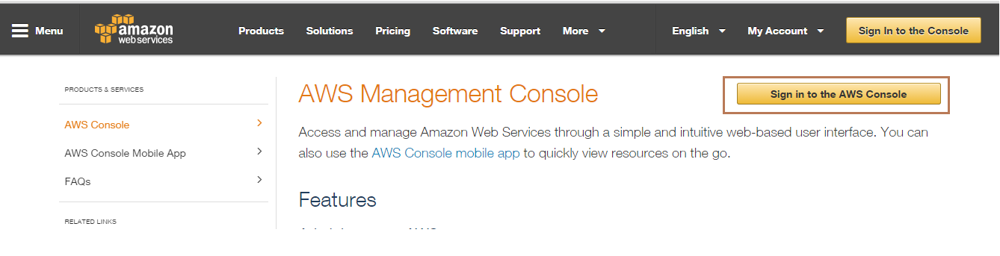 Menu
amazon
webservices
Products
Solutions
Pricing
Software
Support
More
English
My Account
Sign In to the Console
PRODUCTS & SERVICES
AWS Console
AWS Console Mobile App
FAQs
RELATED LINKS
AWS Management Console
Sign in to the AWS Console
Access and manage Amazon Web Services through a simple and intuitive web-based user interface. You can
also use the AWS Console mobile app to quickly view resources on the go.
Features